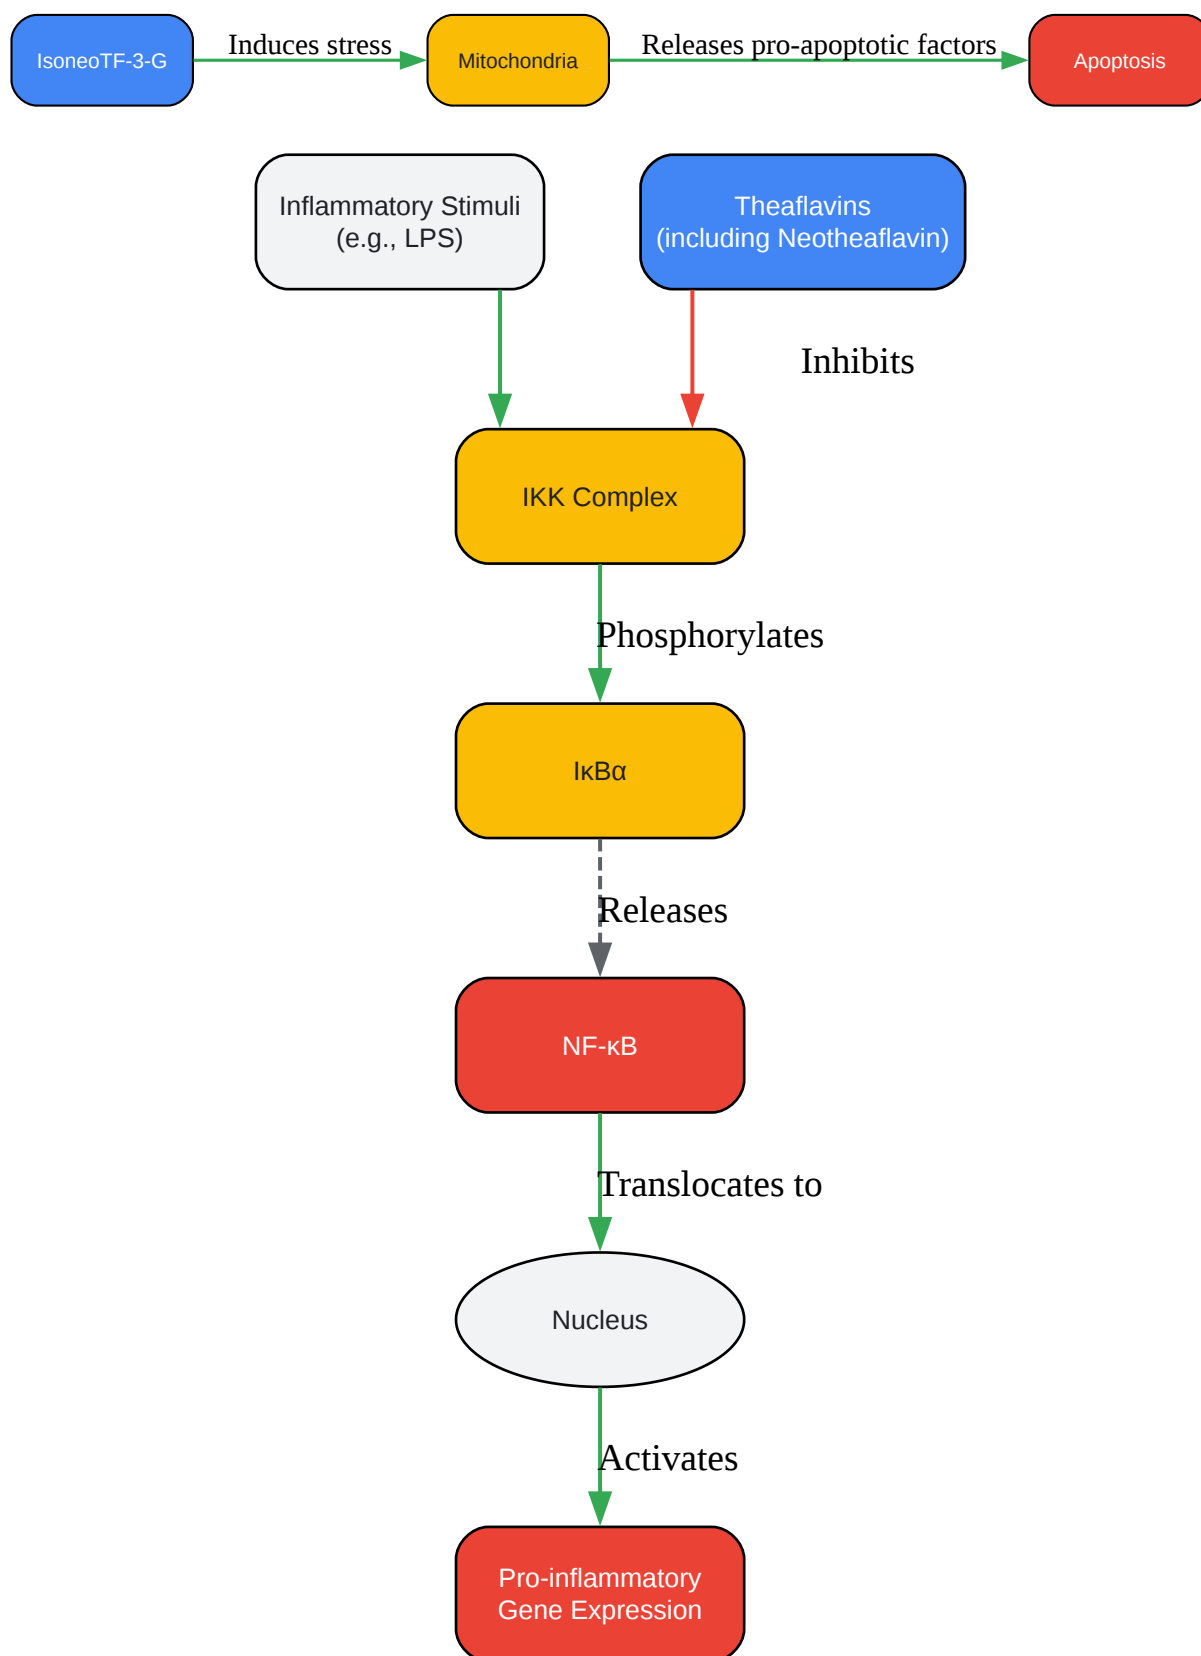 IsoneoTF-3-G
Induces stress
Mitochondria
Releases pro-apoptotic factors
Apoptosis
Inflammatory Stimuli
(e.g., LPS)
Theaflavins
(including Neotheaflavin)
Inhibits
IKK Complex
Phosphorylates
IκBα
Releases
NF-κB
Translocates to
Nucleus
Activates
Pro-inflammatory
Gene Expression